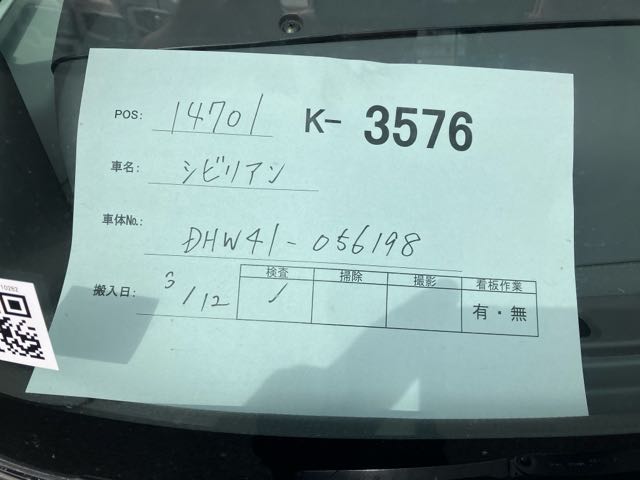 POS: 14701 K- 3576
車名: シビリアン
車体No.: DHW41-056198
搬入日: 3/12
検査 掃除 撮影 看板作業
✓ 有・無
10282